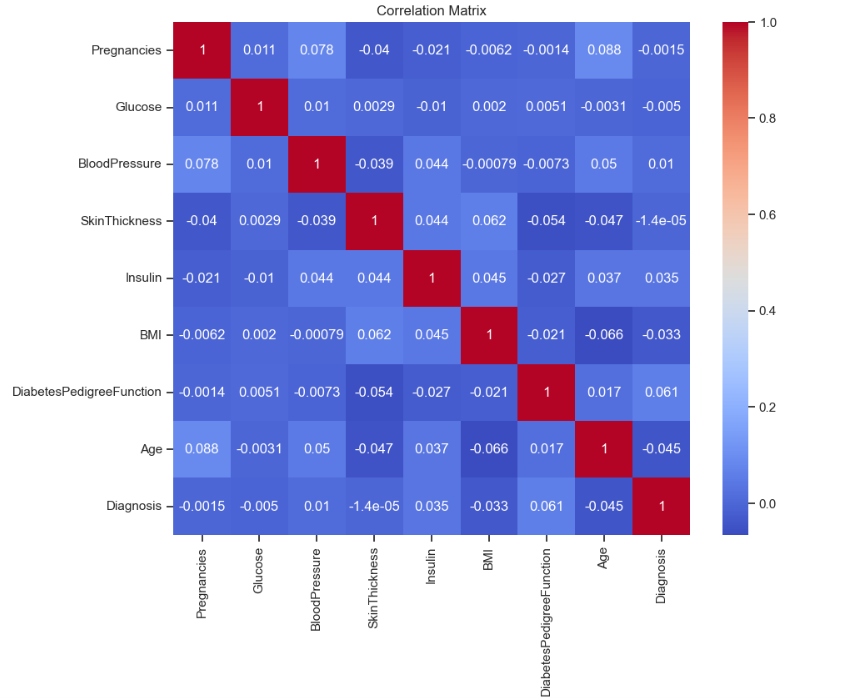 Correlation Matrix
Pregnancies 1 0.011 0.078 -0.04 -0.021 -0.0062 -0.0014 0.088 -0.0015
Glucose 0.011 1 0.01 0.0029 -0.01 0.002 0.0051 -0.0031 -0.005
BloodPressure 0.078 0.01 1 -0.039 0.044 -0.00079 -0.0073 0.05 0.01
SkinThickness -0.04 0.0029 -0.039 1 0.044 0.062 -0.054 -0.047 -1.4e-05
Insulin -0.021 -0.01 0.044 0.044 1 0.045 -0.027 0.037 0.035
BMI -0.0062 0.002 -0.00079 0.062 0.045 1 -0.021 -0.066 -0.033
DiabetesPedigreeFunction -0.0014 0.0051 -0.0073 -0.054 -0.027 -0.021 1 0.017 0.061
Age 0.088 -0.0031 0.05 -0.047 0.037 -0.066 0.017 1 -0.045
Diagnosis -0.0015 -0.005 0.01 -1.4e-05 0.035 -0.033 0.061 -0.045 1
Pregnancies
Glucose
BloodPressure
SkinThickness
Insulin
BMI
DiabetesPedigreeFunction
Age
Diagnosis
1.0
0.8
0.6
0.4
0.2
0.0